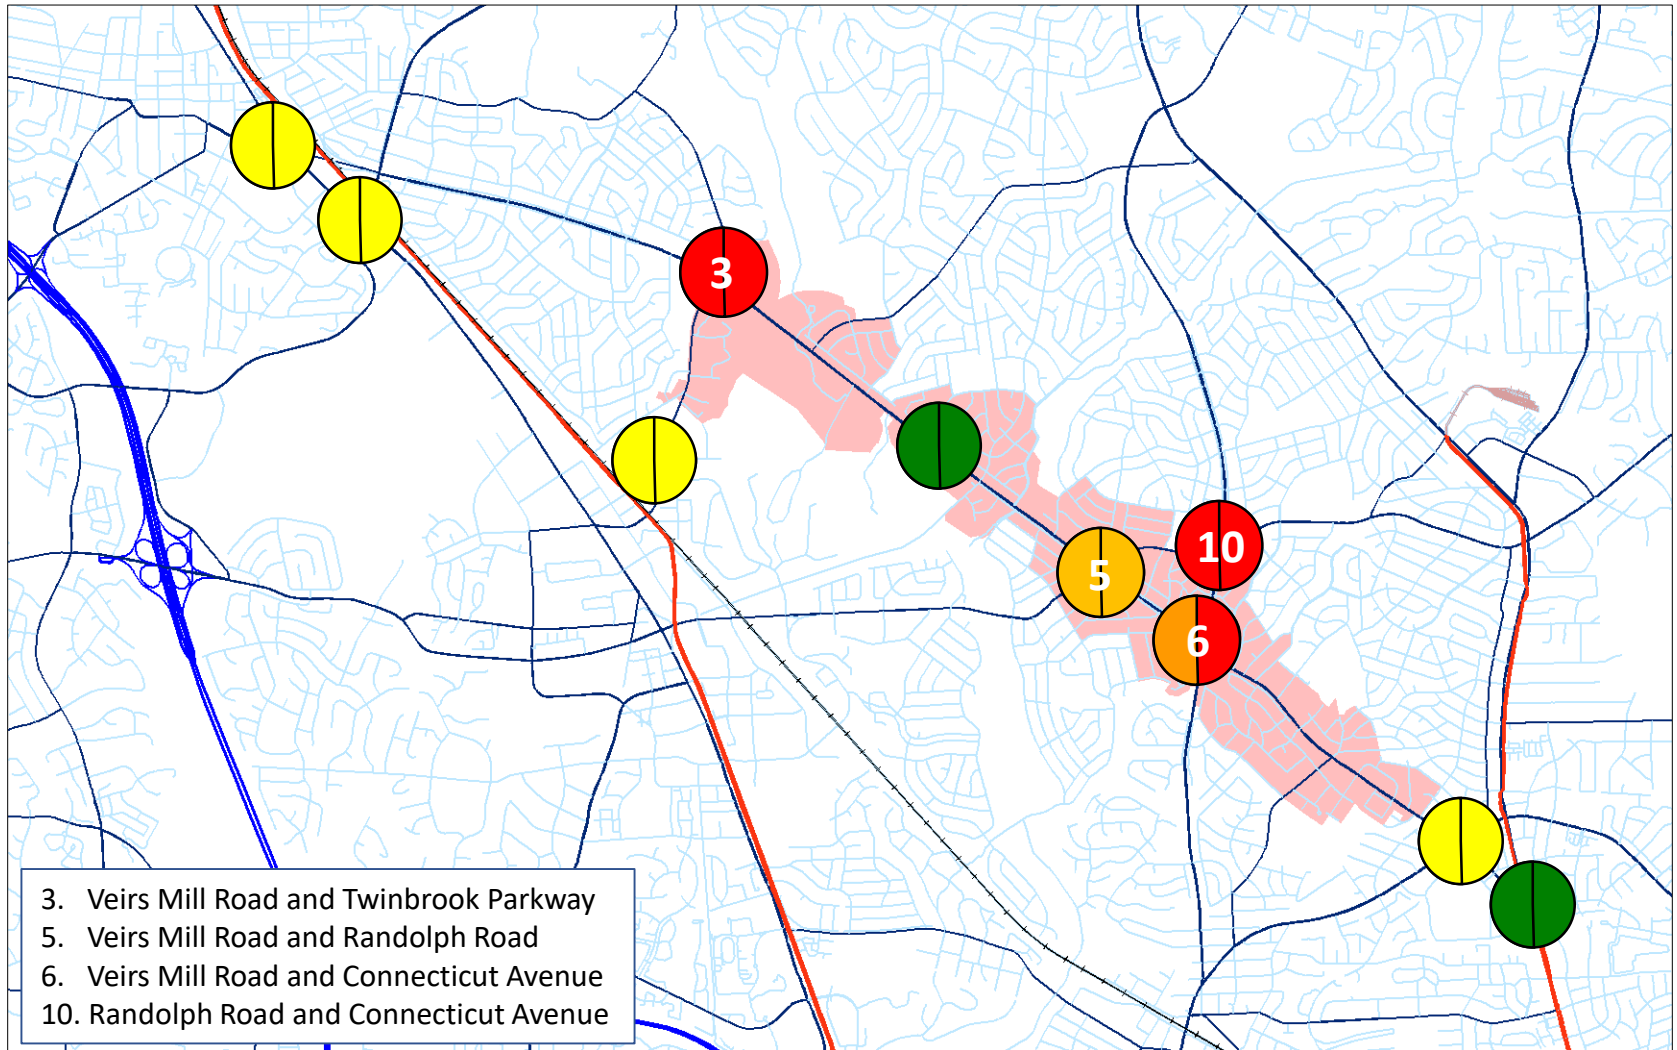 3
10
5
6
3. Veirs Mill Road and Twinbrook Parkway
5. Veirs Mill Road and Randolph Road
6. Veirs Mill Road and Connecticut Avenue
10. Randolph Road and Connecticut Avenue